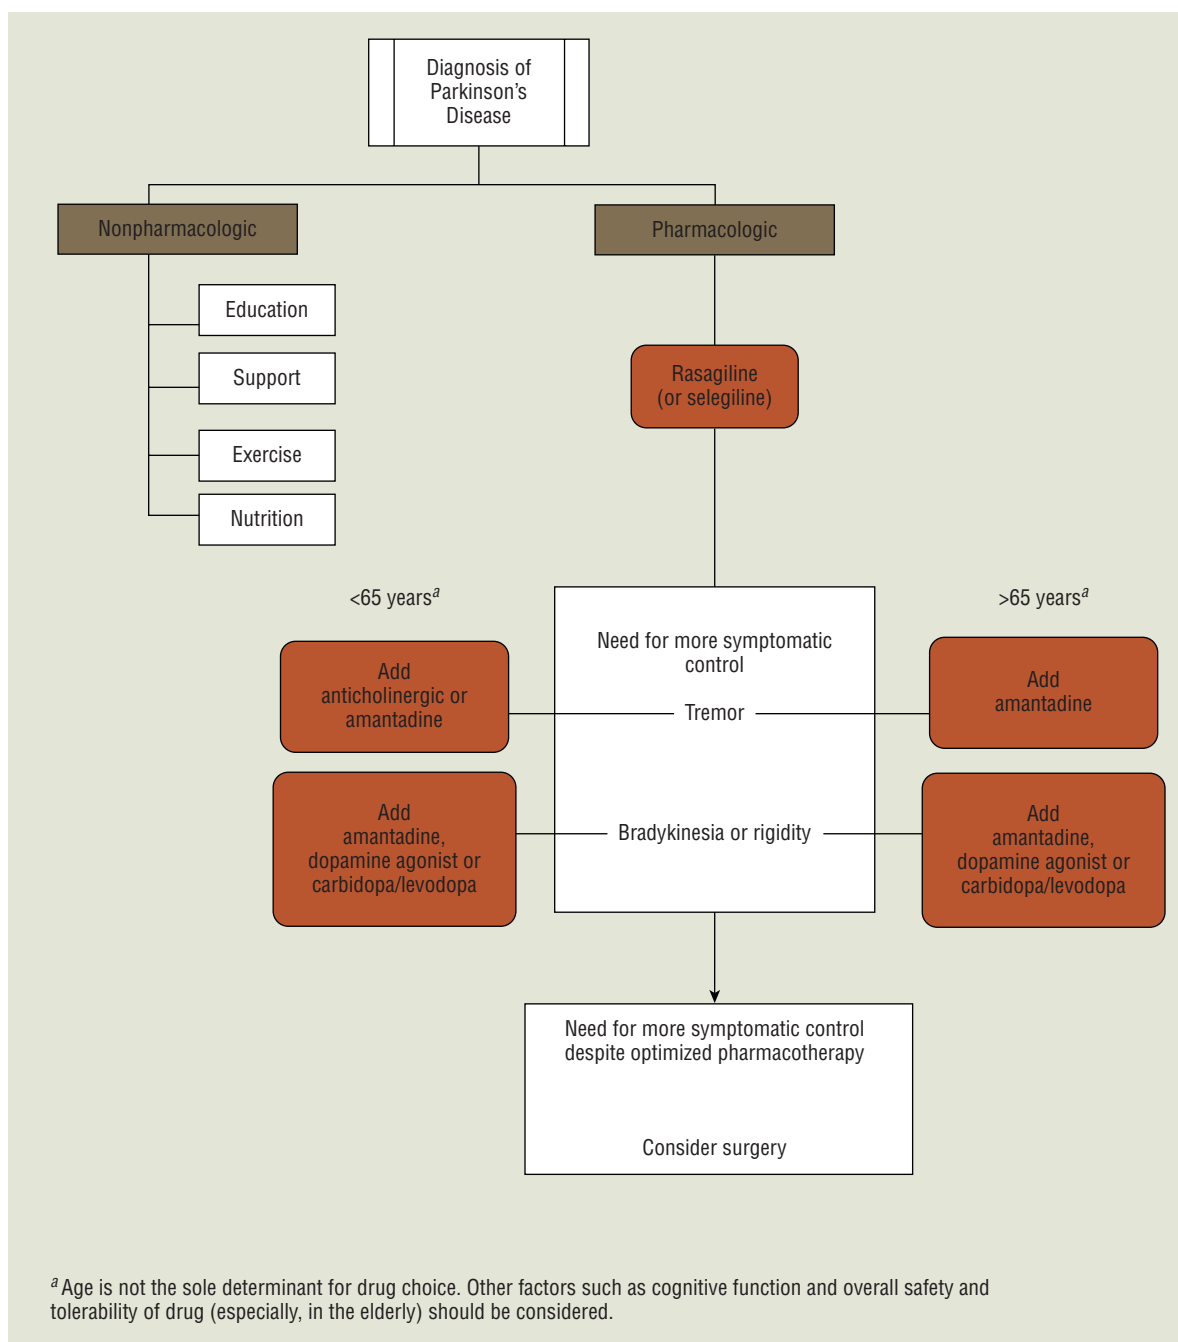 Diagnosis of
Parkinson’s
Disease
Nonpharmacologic
Pharmacologic
Education
Support
Exercise
Nutrition
Rasagiline
(or selegiline)
<65 yearsᵃ
>65 yearsᵃ
Need for more symptomatic
control
Add
anticholinergic or
amantadine
Tremor
Add
amantadine
Add
amantadine,
dopamine agonist or
carbidopa/levodopa
Bradykinesia or rigidity
Add
amantadine,
dopamine agonist or
carbidopa/levodopa
Need for more symptomatic control
despite optimized pharmacotherapy
Consider surgery
ᵃ Age is not the sole determinant for drug choice. Other factors such as cognitive function and overall safety and
tolerability of drug (especially, in the elderly) should be considered.